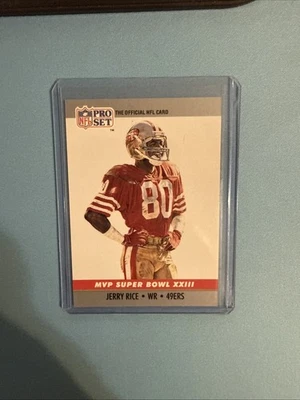 NFL
PRO
SET
THE OFFICIAL NFL CARD
80
MVP SUPER BOWL XXIII
JERRY RICE • WR • 49ERS